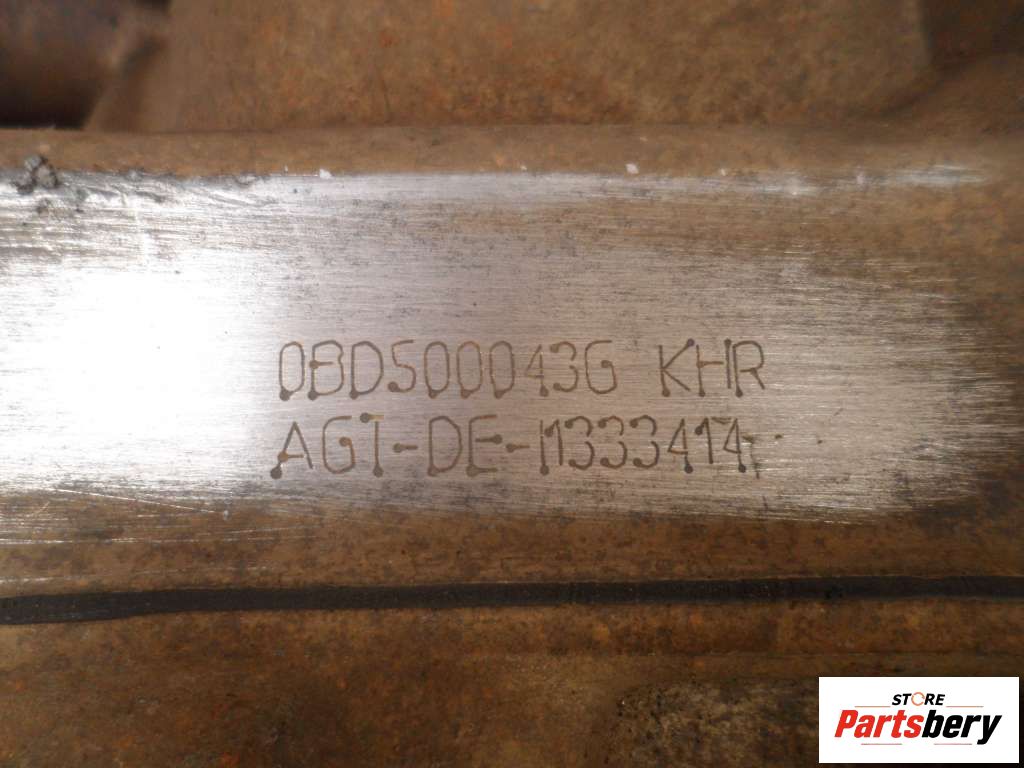 0BD500043G KHR
AGT-DE-11333414
STORE
Partsbery